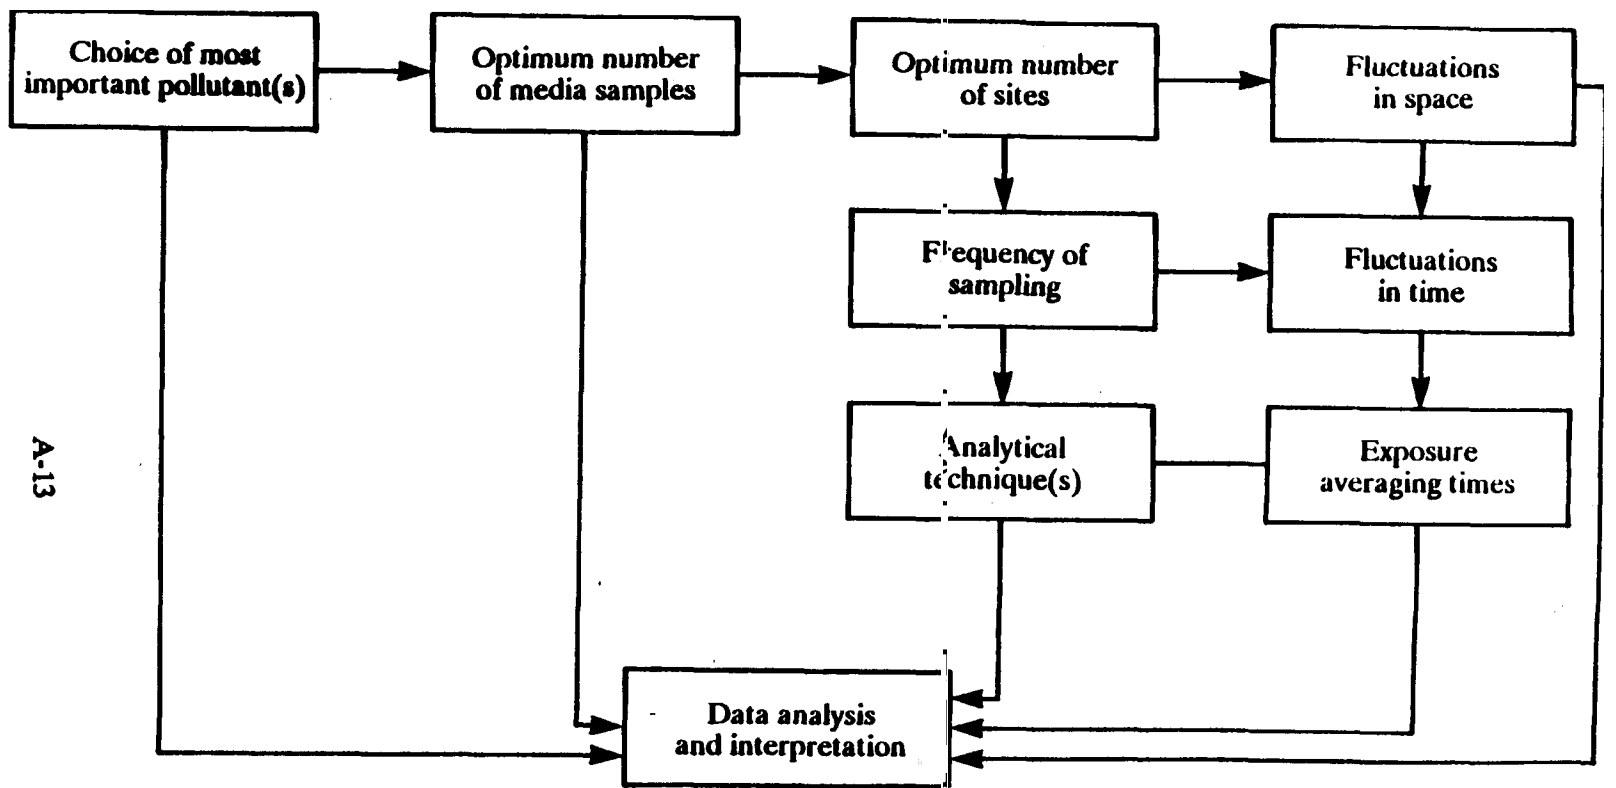 Choice of most
important pollutant(s)
Optimum number
of media samples
Optimum number
of sites
Fluctuations
in space
Frequency of
sampling
Fluctuations
in time
Analytical
technique(s)
Exposure
averaging times
Data analysis
and interpretation
A-13